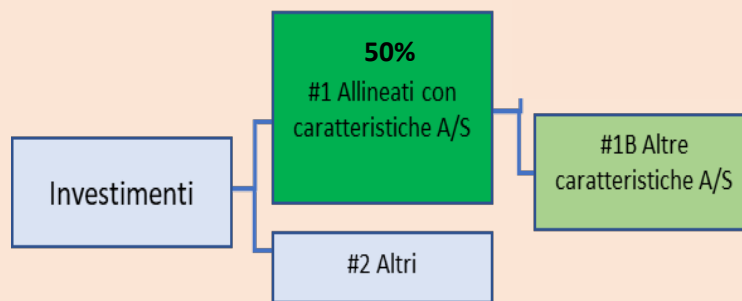 50%
#1 Allineati con
caratteristiche A/S
#1B Altre
caratteristiche A/S
Investimenti
#2 Altri